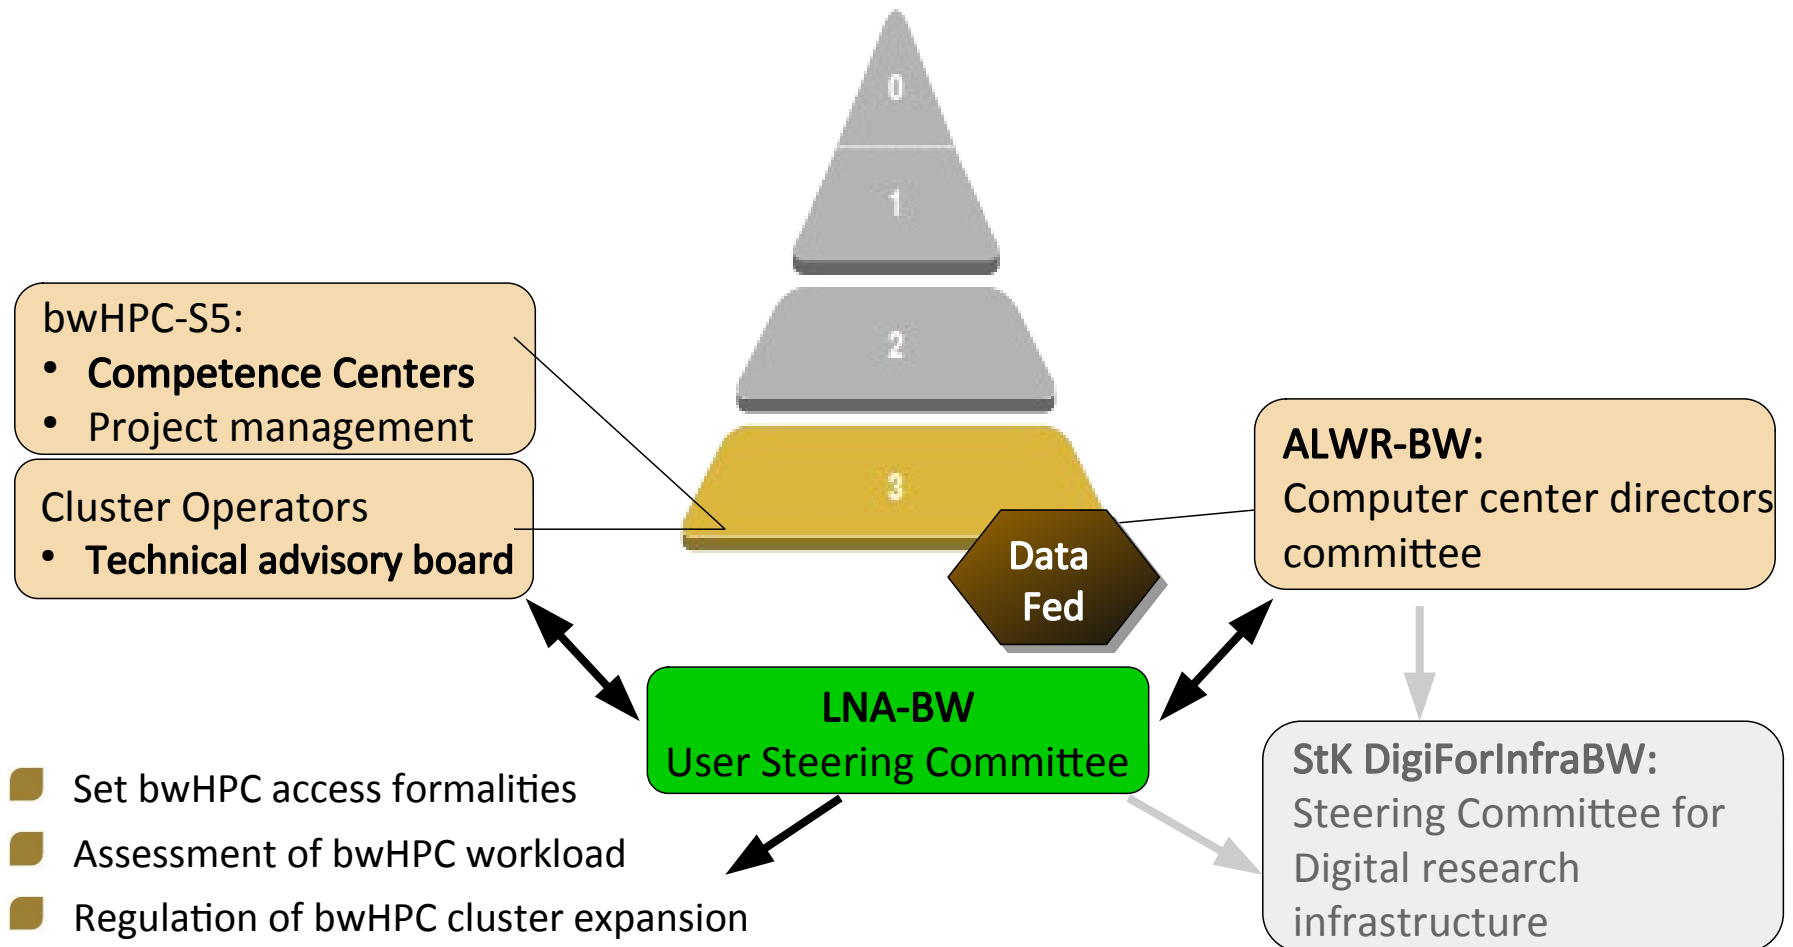 0
1
2
3
bwHPC-S5:
• Competence Centers
• Project management
Cluster Operators
• Technical advisory board
Data
Fed
ALWR-BW:
Computer center directors
committee
LNA-BW
User Steering Committee
StK DigiForInfraBW:
Steering Committee for
Digital research
infrastructure
Set bwHPC access formalities
Assessment of bwHPC workload
Regulation of bwHPC cluster expansion